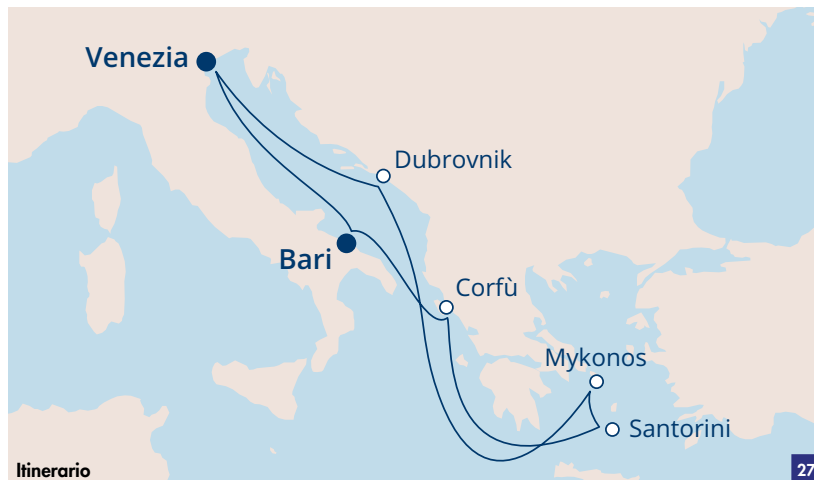 Venezia
Dubrovnik
Bari
Corfù
Mykonos
Santorini
Itinerario
27